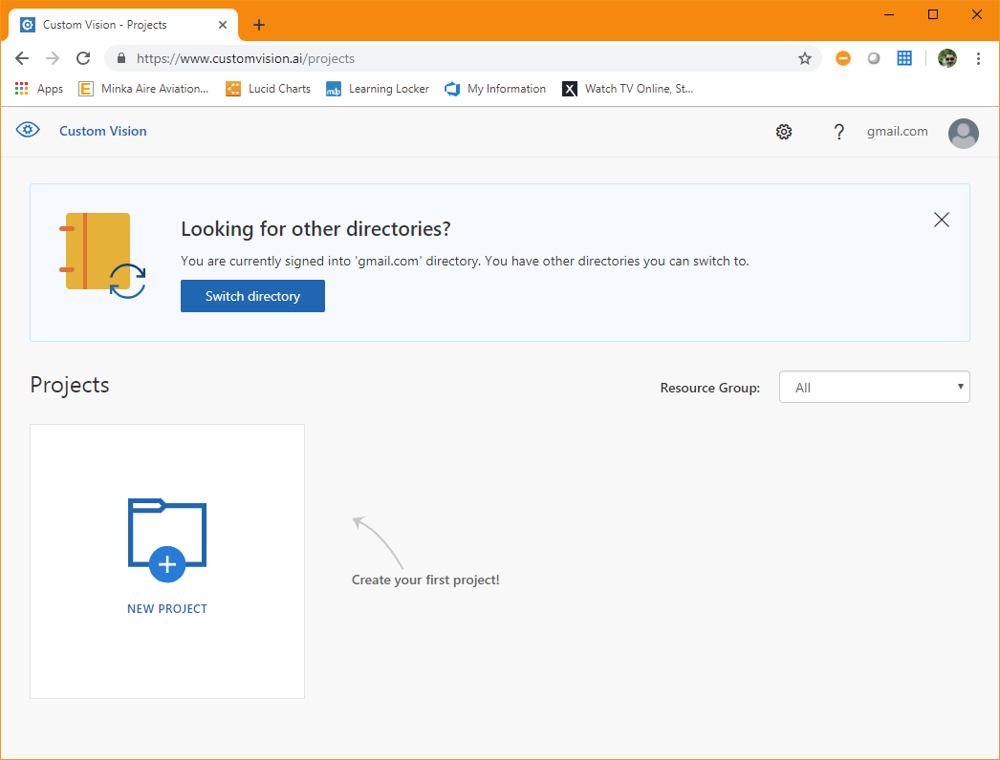 Custom Vision - Projects
https://www.customvision.ai/projects
Apps
Minka Aire Aviation...
Lucid Charts
mlp
Learning Locker
My Information
X
Watch TV Online, St...
Custom Vision
?
gmail.com
Looking for other directories?
You are currently signed into 'gmail.com' directory. You have other directories you can switch to.
Switch directory
Projects
Resource Group:
All
NEW PROJECT
Create your first project!